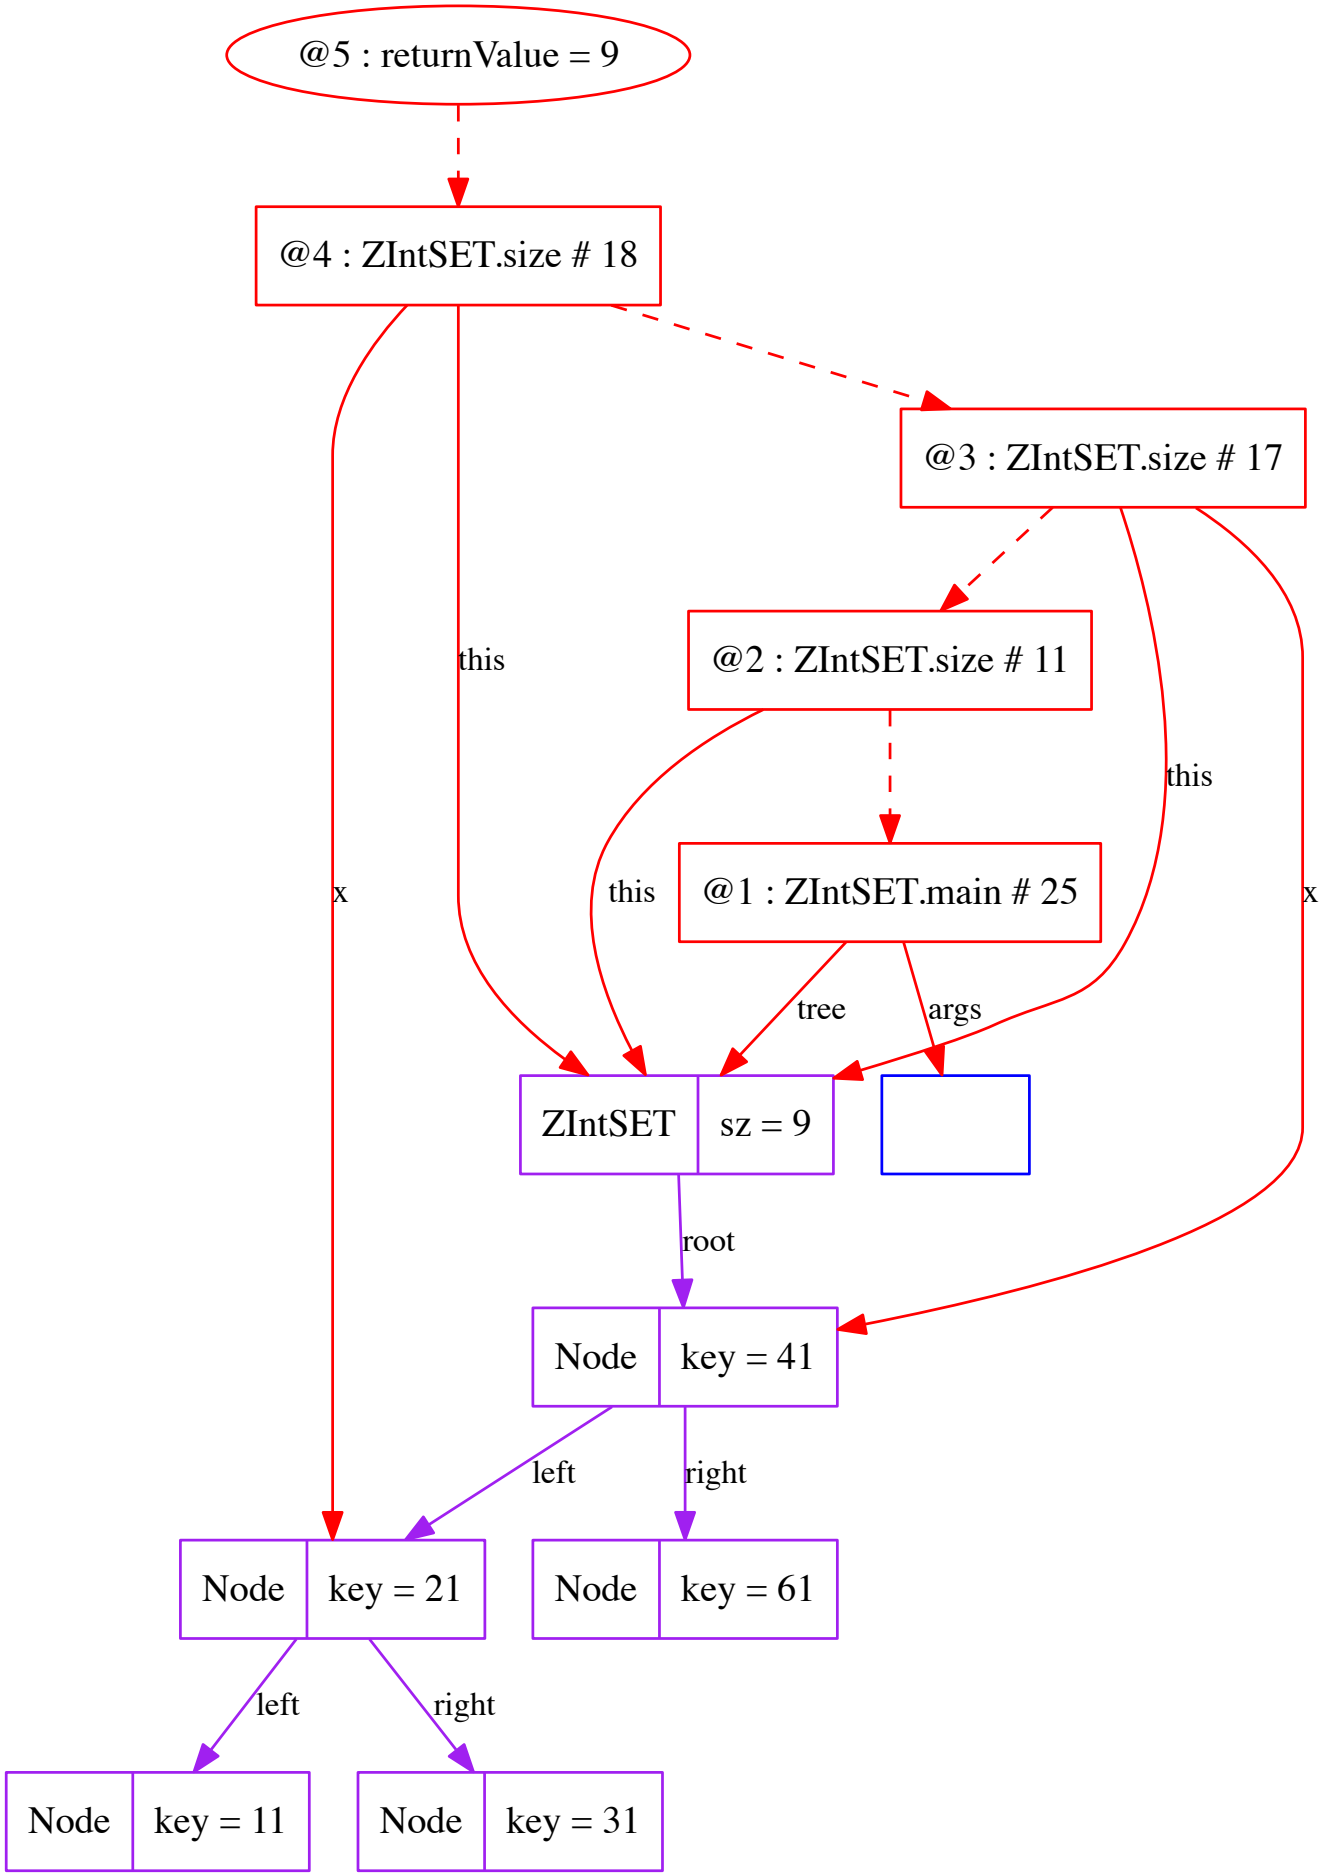 @5 : returnValue = 9
@4 : ZIntSET.size # 18
@3 : ZIntSET.size # 17
this
@2 : ZIntSET.size # 11
this
x
this
@1 : ZIntSET.main # 25
x
tree
args
ZIntSET
sz = 9
root
Node
key = 41
left
right
Node
key = 21
Node
key = 61
left
right
Node
key = 11
Node
key = 31